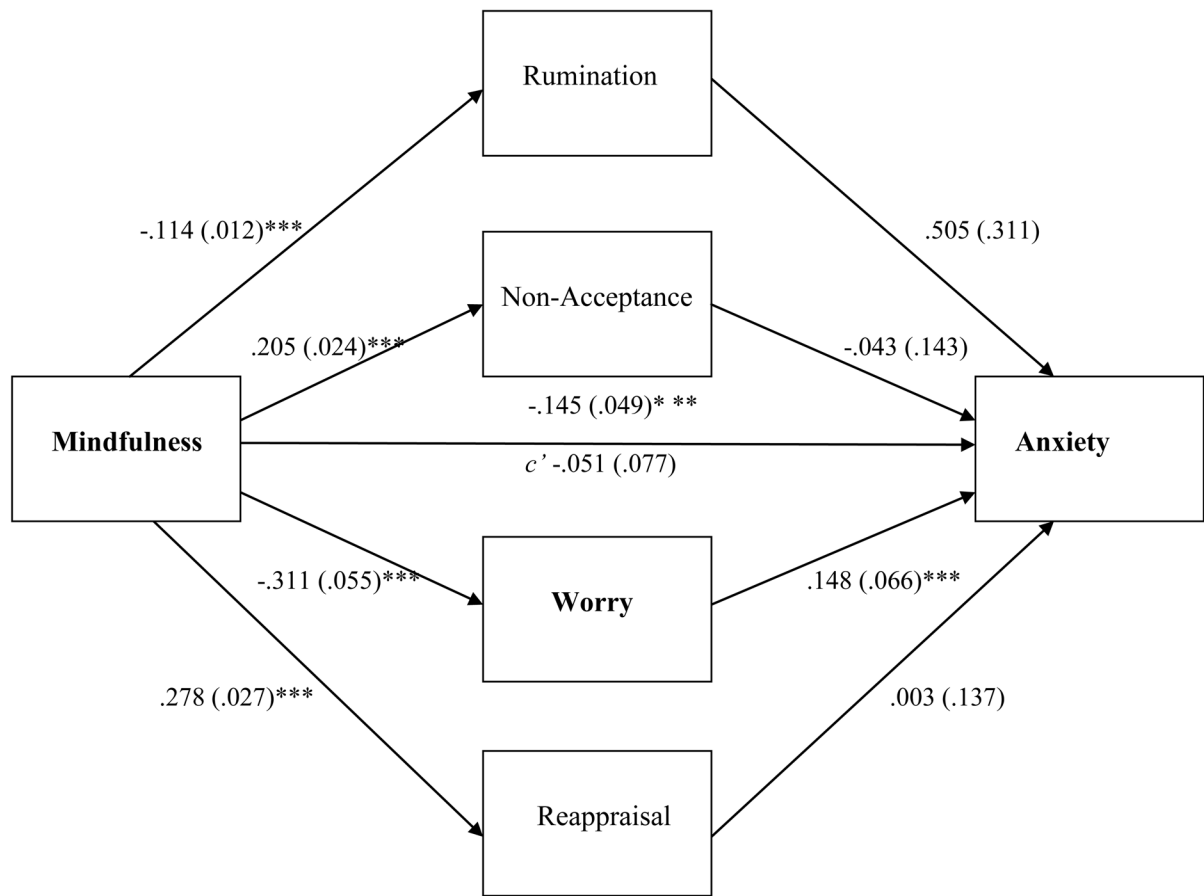 Rumination
-.114 (.012)***
.505 (.311)
Non-Acceptance
.205 (.024)***
-.043 (.143)
-.145 (.049)* **
Mindfulness
Anxiety
c’ -.051 (.077)
-.311 (.055)***
Worry
.148 (.066)***
.278 (.027)***
.003 (.137)
Reappraisal